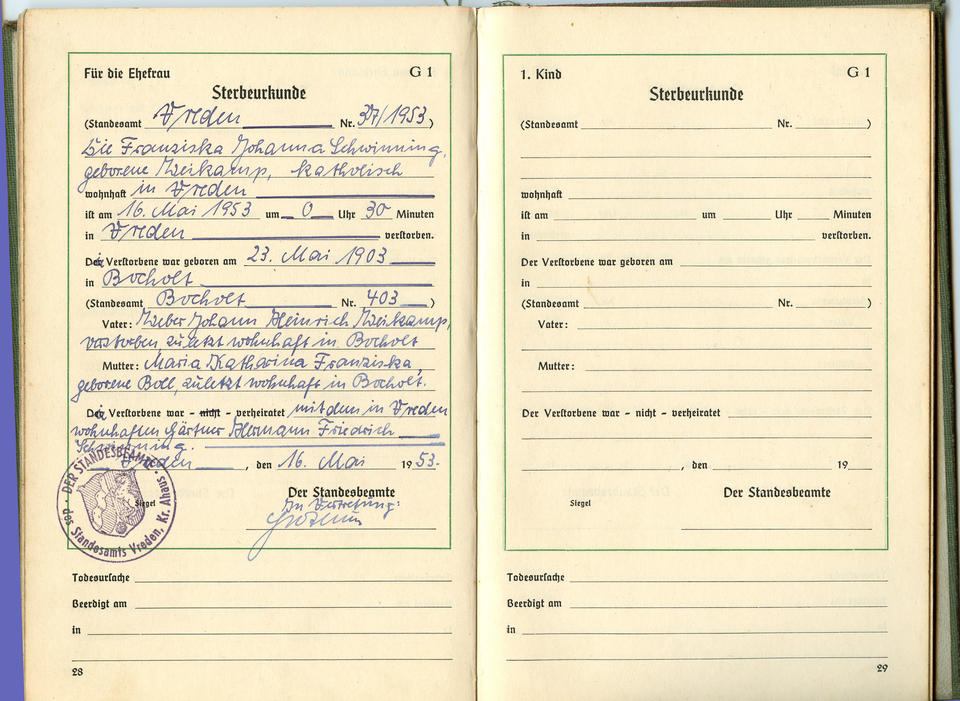 Für die Ehefrau G 1
Sterbeurkunde
(Standesamt Vreden Nr. 37/1953)
Die Franziska Johanna Schwinning,
geborene Weikamp, katholisch
wohnhaft in Vreden
ist am 16. Mai 1953 um 0 Uhr 30 Minuten
in Vreden verstorben.
Die Verstorbene war geboren am 23. Mai 1903
in Bocholt
(Standesamt Bocholt Nr. 403)
Vater: Weber Johann Heinrich Weikamp,
verstorben zuletzt wohnhaft in Bocholt
Mutter: Maria Katharina Franziska,
geborene Boll, zuletzt wohnhaft in Bocholt.
Die Verstorbene war - nicht - verheiratet mit dem in Vreden
wohnhaften Gärtner Hermann Friedrich
Schwinning.
Vreden, den 16. Mai 1953.
DER STANDESBEAMTE
des Standesamts Vreden, Kr. Ahaus
Siegel
Der Standesbeamte
In Vertretung:
Todesursache
Beerdigt am
in
28
1. Kind G 1
Sterbeurkunde
(Standesamt Nr. )
wohnhaft
ist am um Uhr Minuten
in verstorben.
Der Verstorbene war geboren am
in
(Standesamt Nr. )
Vater:
Mutter:
Der Verstorbene war - nicht - verheiratet
, den 19
Siegel
Der Standesbeamte
Todesursache
Beerdigt am
in
29